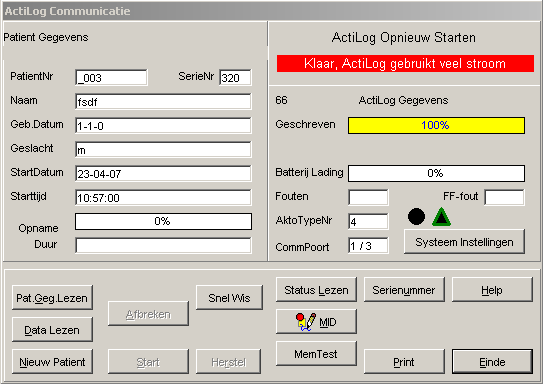 ActiLog Communicatie
Patient Gegevens
PatientNr _003 SerieNr 320
Naam fsdf
Geb.Datum 1-1-0
Geslacht m
StartDatum 23-04-07
Starttijd 10:57:00
Opname 0%
Duur
ActiLog Opnieuw Starten
Klaar, ActiLog gebruikt veel stroom
66 ActiLog Gegevens
Geschreven 100%
Batterij Lading 0%
Fouten FF-fout
AktoTypeNr 4
CommPoort 1 / 3 Systeem Instellingen
Pat.Geg.Lezen Afbreken Snel Wis Status Lezen Serienummer Help
Data Lezen MID
Nieuw Patient Start Herstel MemTest Print Einde